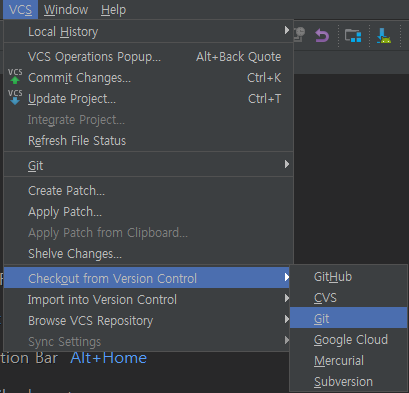 VCS Window Help
Local History
VCS Operations Popup... Alt+Back Quote
VCS Commit Changes... Ctrl+K
VCS Update Project... Ctrl+T
Integrate Project...
Refresh File Status
Git
Create Patch...
Apply Patch...
Apply Patch from Clipboard...
Shelve Changes...
Checkout from Version Control
Import into Version Control
Browse VCS Repository
Sync Settings
GitHub
CVS
Git
Google Cloud
Mercurial
Subversion
tion Bar Alt+Home